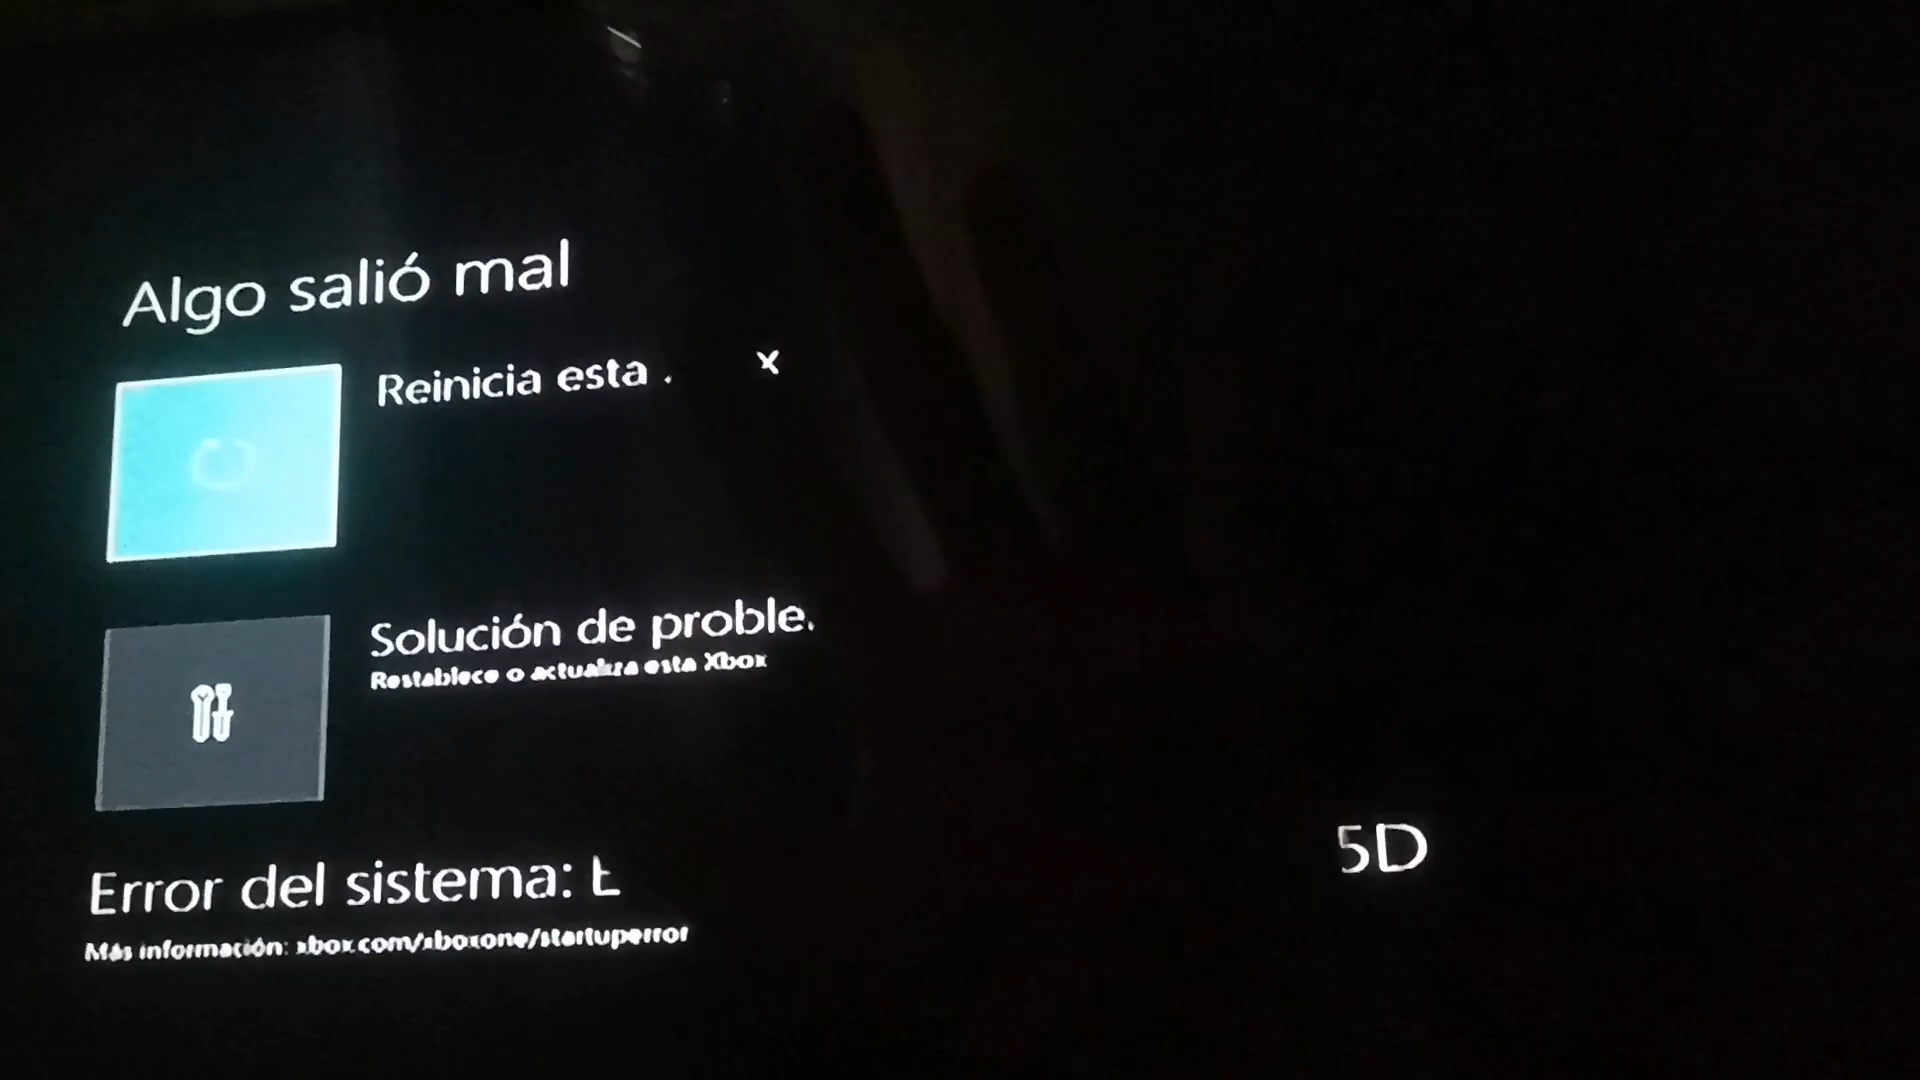 Algo salió mal
Reinicia esta . x
Solución de proble.
Restablece o actualiza esta Xbox
Error del sistema: E 5D
Más información: xbox.com/xboxone/startuperror